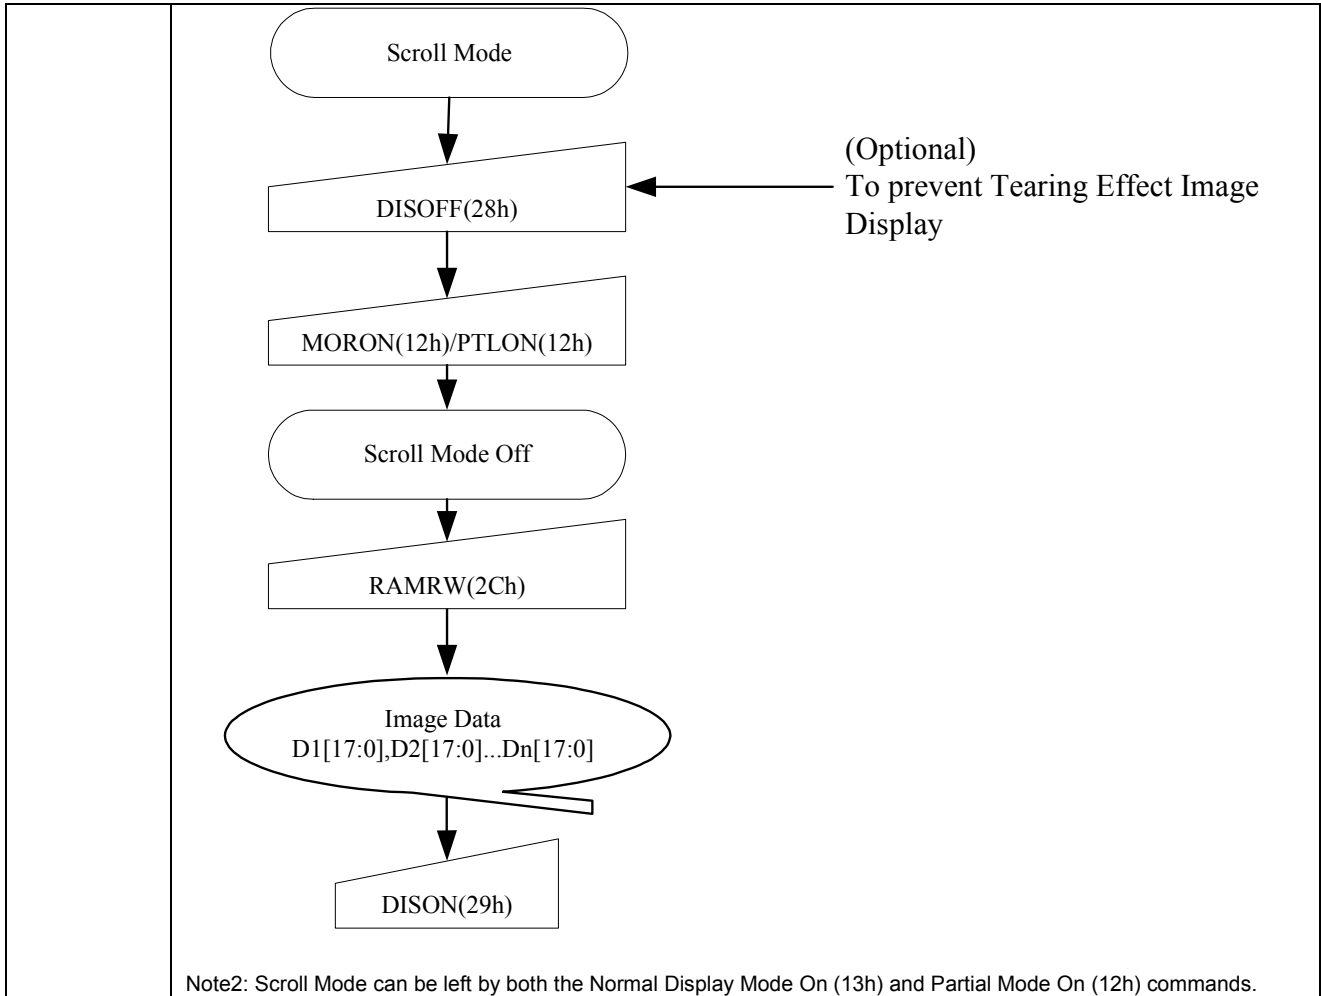 Scroll Mode
(Optional)
To prevent Tearing Effect Image
Display
DISOFF(28h)
MORON(12h)/PTLON(12h)
Scroll Mode Off
RAMRW(2Ch)
Image Data
D1[17:0],D2[17:0]...Dn[17:0]
DISON(29h)
Note2: Scroll Mode can be left by both the Normal Display Mode On (13h) and Partial Mode On (12h) commands.